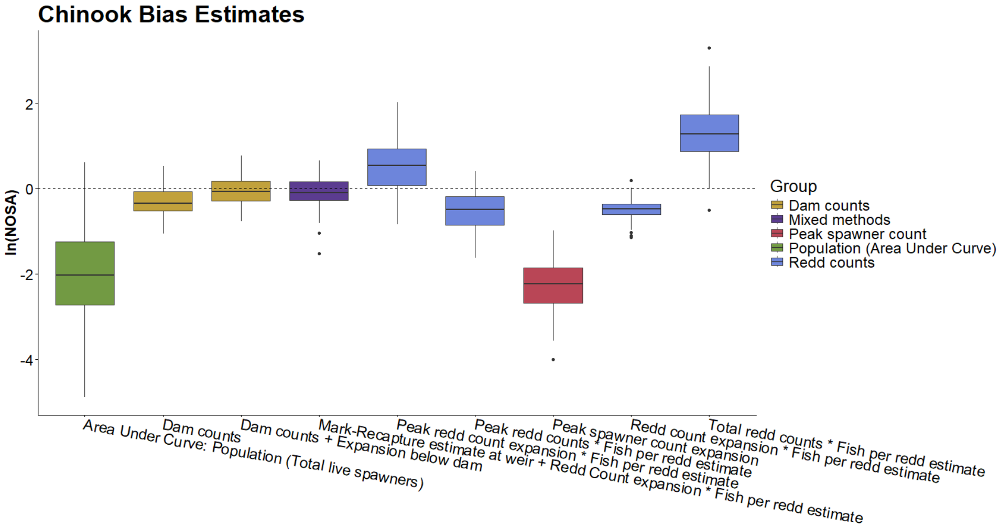 Chinook Bias Estimates
ln(NOSA)
2
0
-2
-4
Area Under Curve: Population (Total live spawners)
Dam counts
Dam counts + Expansion below dam
Mark-Recapture estimate at weir + Redd Count expansion * Fish per redd estimate
Peak redd count expansion * Fish per redd estimate
Peak redd counts * Fish per redd estimate
Peak spawner count expansion
Redd count expansion * Fish per redd estimate
Total redd counts * Fish per redd estimate
Group
Dam counts
Mixed methods
Peak spawner count
Population (Area Under Curve)
Redd counts